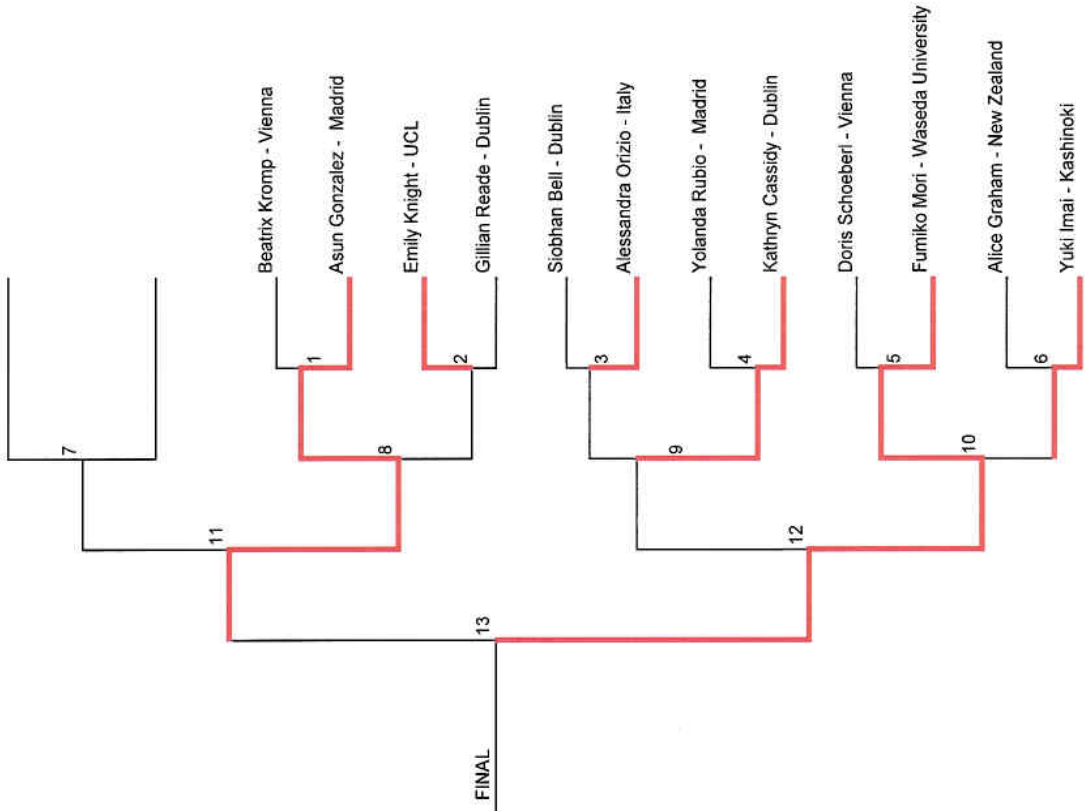 Beatrix Kromp - Vienna
Asun Gonzalez - Madrid
Emily Knight - UCL
Gillian Reade - Dublin
Siobhan Bell - Dublin
Alessandra Orizio - Italy
Yolanda Rubio - Madrid
Kathryn Cassidy - Dublin
Doris Schoeberl - Vienna
Fumiko Mori - Waseda University
Alice Graham - New Zealand
Yuki Imai - Kashinoki
1
2
3
4
5
6
7
8
9
10
11
12
13
FINAL